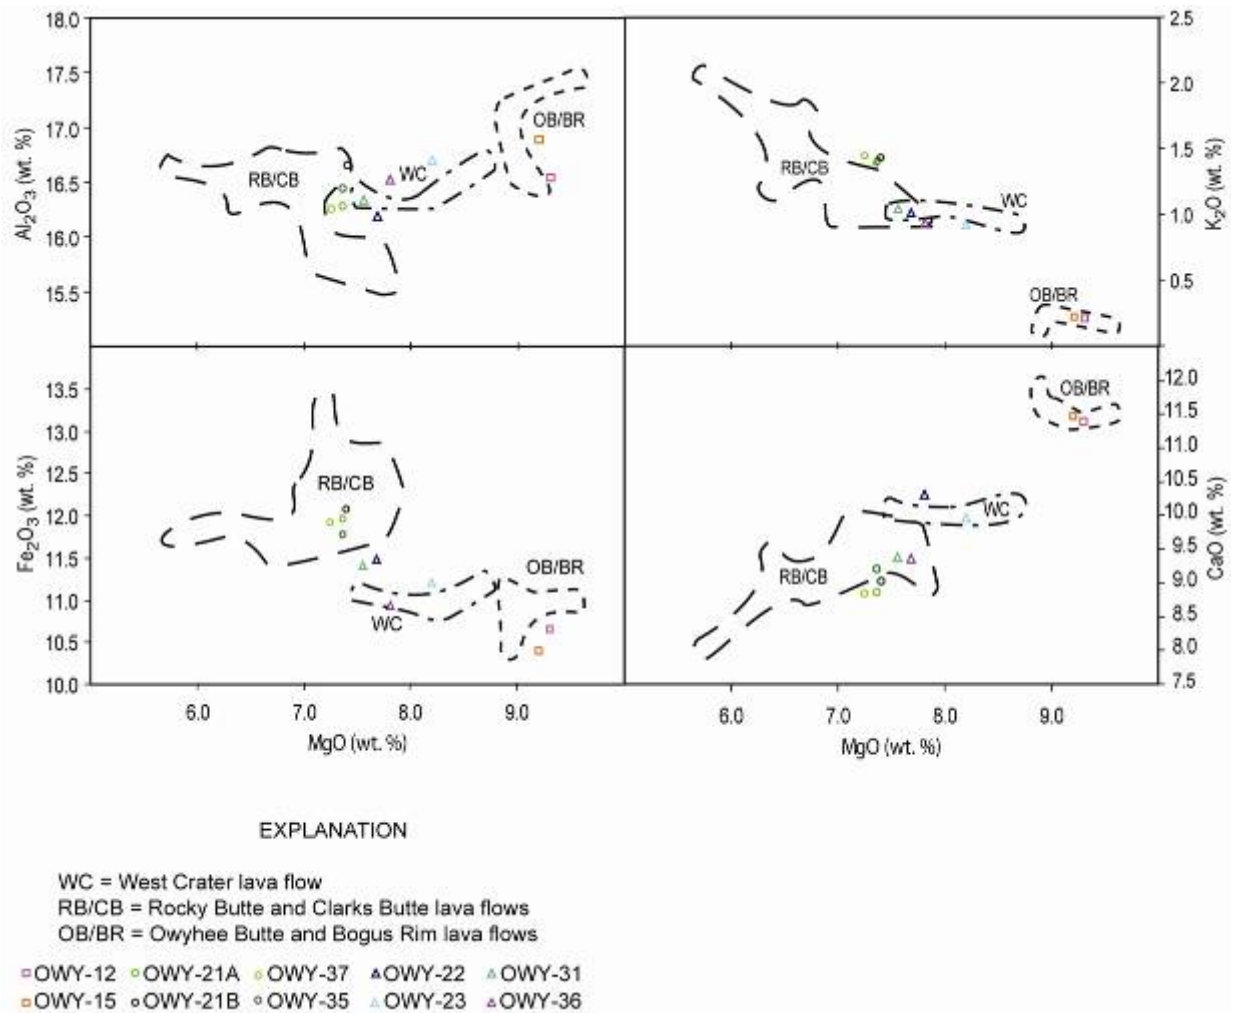 18.0
17.5
17.0
16.5
16.0
15.5
Al₂O₃ (wt. %)
RB/CB
WC
OB/BR
2.5
2.0
1.5
1.0
0.5
K₂O (wt. %)
RB/CB
WC
OB/BR
13.5
13.0
12.5
12.0
11.5
11.0
10.5
10.0
Fe₂O₃ (wt. %)
RB/CB
WC
OB/BR
12.0
11.5
11.0
10.5
10.0
9.5
9.0
8.5
8.0
7.5
CaO (wt. %)
OB/BR
WC
RB/CB
6.0 7.0 8.0 9.0
MgO (wt. %)
6.0 7.0 8.0 9.0
MgO (wt. %)
EXPLANATION
WC = West Crater lava flow
RB/CB = Rocky Butte and Clarks Butte lava flows
OB/BR = Owyhee Butte and Bogus Rim lava flows
OWY-12 OWY-21A OWY-37 OWY-22 OWY-31
OWY-15 OWY-21B OWY-35 OWY-23 OWY-36